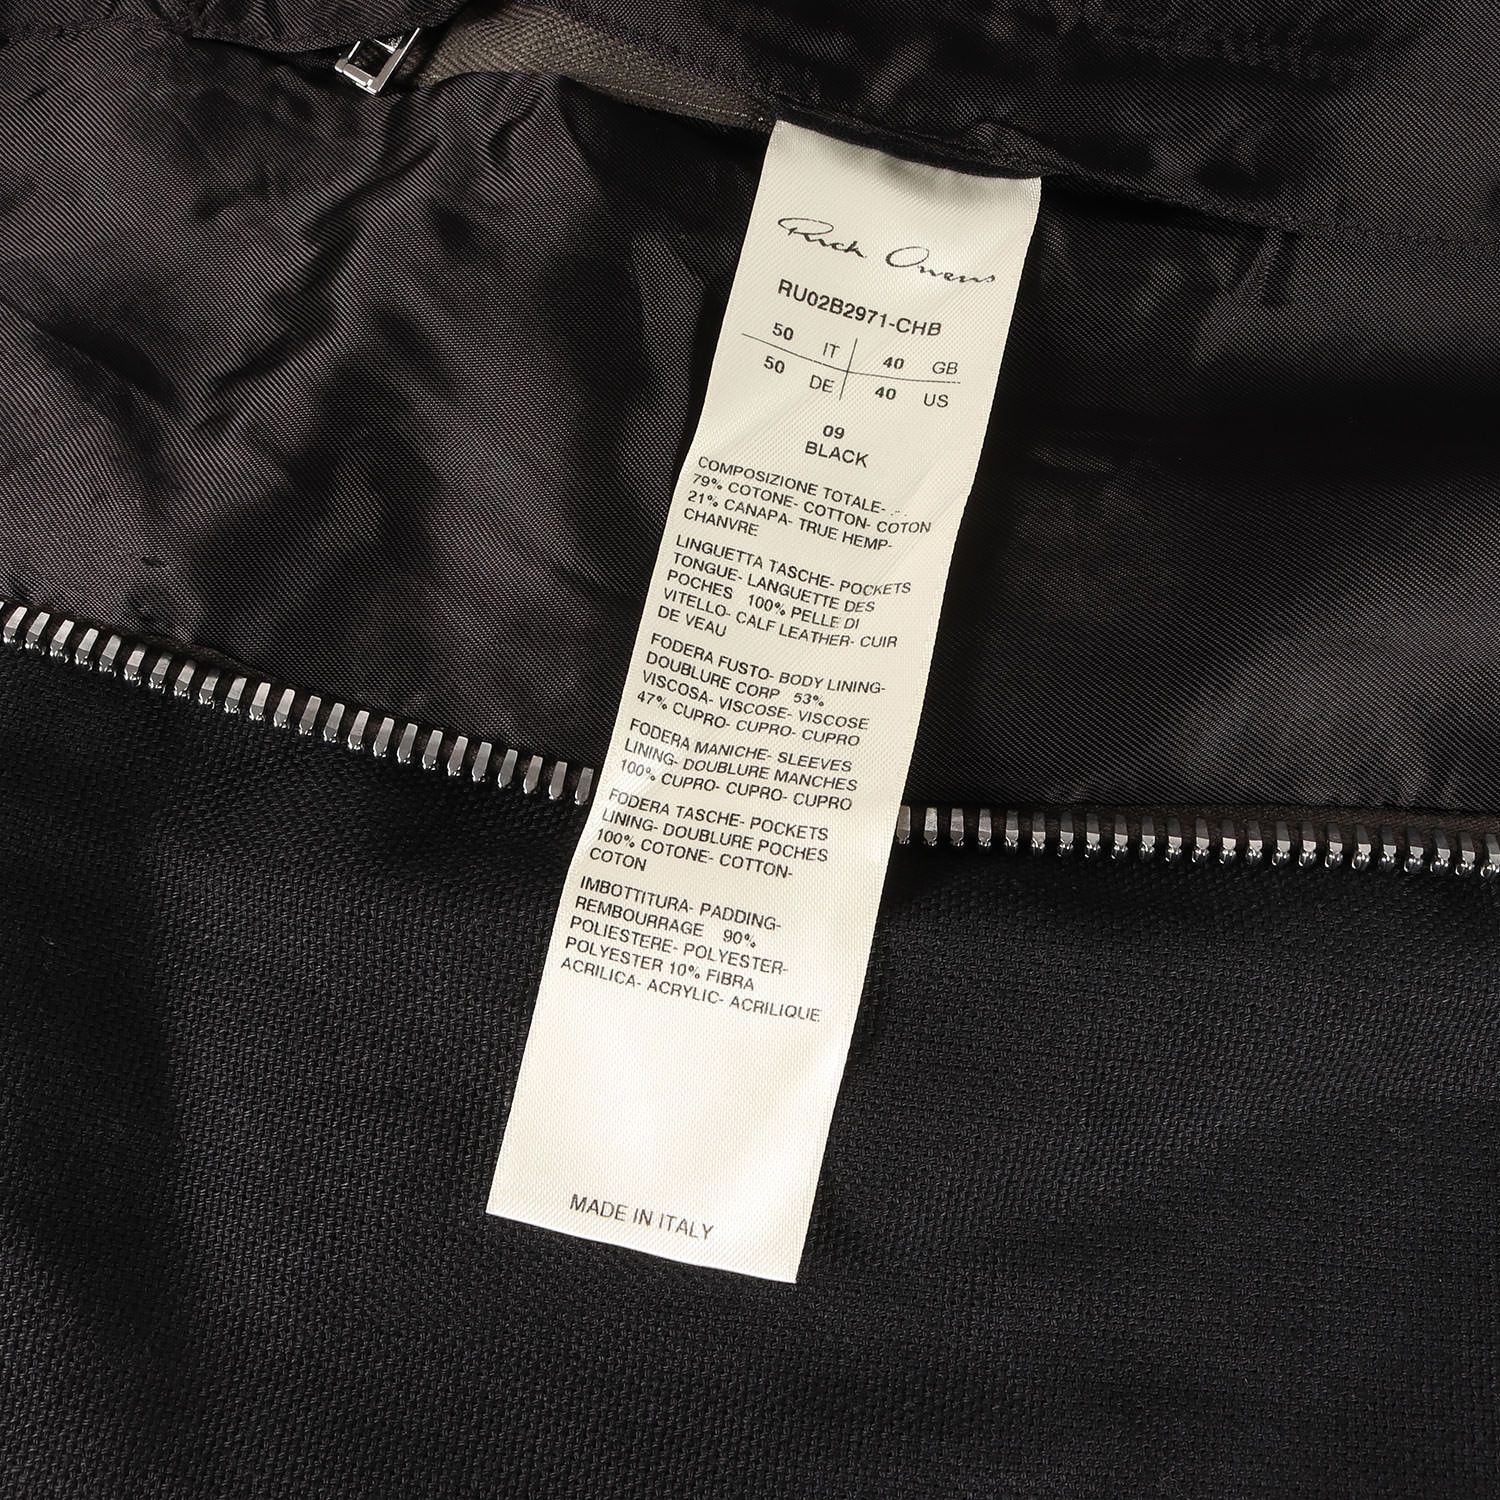 Rick Owens
RU02B2971-CHB
50 IT 40 GB
50 DE 40 US
09
BLACK
COMPOSIZIONE TOTALE-
79% COTONE- COTTON- COTON
21% CANAPA- TRUE HEMP-
CHANVRE
LINGUETTA TASCHE- POCKETS
TONGUE- LANGUETTE DES
POCHES 100% PELLE DI
VITELLO- CALF LEATHER- CUIR
DE VEAU
FODERA FUSTO- BODY LINING-
DOUBLURE CORP 53%
VISCOSA- VISCOSE- VISCOSE
47% CUPRO- CUPRO- CUPRO
FODERA MANICHE- SLEEVES
LINING- DOUBLURE MANCHES
100% CUPRO- CUPRO- CUPRO
FODERA TASCHE- POCKETS
LINING- DOUBLURE POCHES
100% COTONE- COTTON-
COTON
IMBOTTITURA- PADDING-
REMBOURRAGE 90%
POLIESTERE- POLYESTER-
POLYESTER 10% FIBRA
ACRILICA- ACRYLIC- ACRILIQUE
MADE IN ITALY